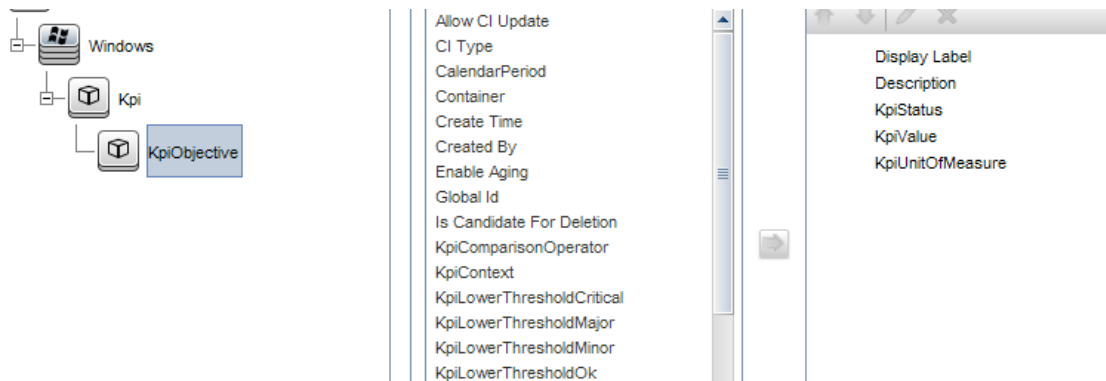 Windows
Kpi
KpiObjective
Allow CI Update
CI Type
CalendarPeriod
Container
Create Time
Created By
Enable Aging
Global Id
Is Candidate For Deletion
KpiComparisonOperator
KpiContext
KpiLowerThresholdCritical
KpiLowerThresholdMajor
KpiLowerThresholdMinor
KpiLowerThresholdOk
Display Label
Description
KpiStatus
KpiValue
KpiUnitOfMeasure